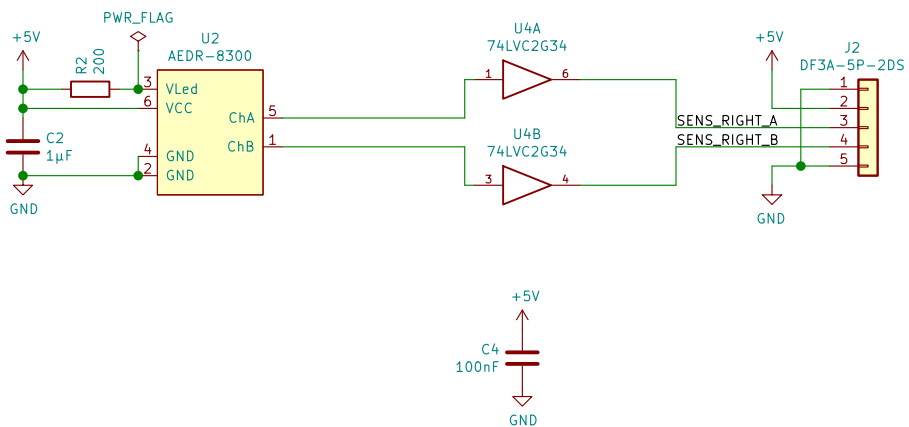 PWR_FLAG
+5V
R2
200
U2
AEDR-8300
3
VLed
6
VCC
ChA
5
ChB
1
4
GND
2
GND
C2
1µF
GND
U4A
74LVC2G34
1
6
U4B
74LVC2G34
3
4
+5V
J2
DF3A-5P-2DS
1
2
SENS_RIGHT_A
3
SENS_RIGHT_B
4
5
GND
+5V
C4
100nF
GND